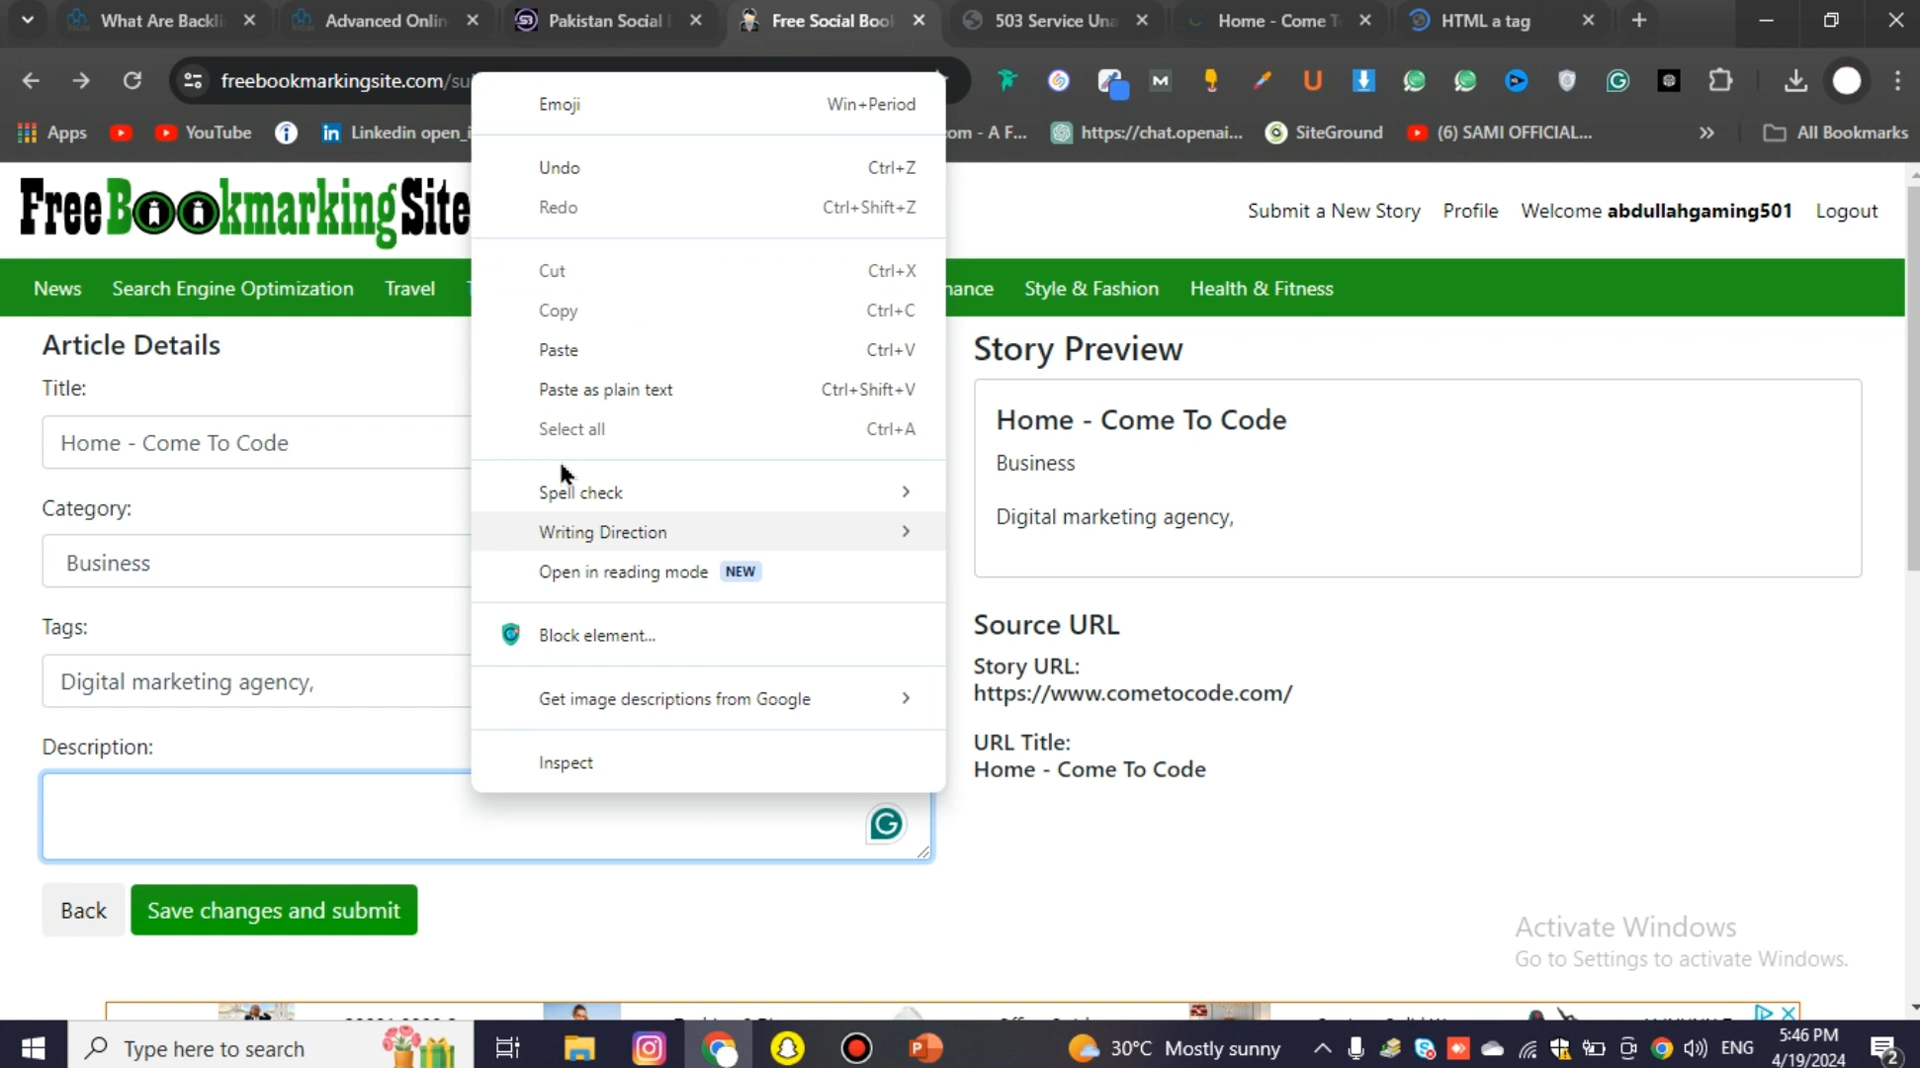 What Are Backli
Advanced Onlin
Pakistan Social
Free Social Boo
503 Service Una
Home - Come T
HTML a tag
freebookmarkingsite.com/su
Apps
YouTube
Linkedin open_i
om - A F...
https://chat.openai...
SiteGround
(6) SAMI OFFICIAL...
All Bookmarks
FreeBookmarkingSite
Submit a New Story
Profile
Welcome abdullahgaming501
Logout
News
Search Engine Optimization
Travel
nance
Style & Fashion
Health & Fitness
Emoji Win+Period
Undo Ctrl+Z
Redo Ctrl+Shift+Z
Cut Ctrl+X
Copy Ctrl+C
Paste Ctrl+V
Paste as plain text Ctrl+Shift+V
Select all Ctrl+A
Spell check
Writing Direction
Open in reading mode NEW
Block element...
Get image descriptions from Google
Inspect
Article Details
Title:
Home - Come To Code
Category:
Business
Tags:
Digital marketing agency,
Description:
Back
Save changes and submit
Story Preview
Home - Come To Code
Business
Digital marketing agency,
Source URL
Story URL:
https://www.cometocode.com/
URL Title:
Home - Come To Code
Activate Windows
Go to Settings to activate Windows.
Type here to search
30°C Mostly sunny
ENG
5:46 PM
4/19/2024
2